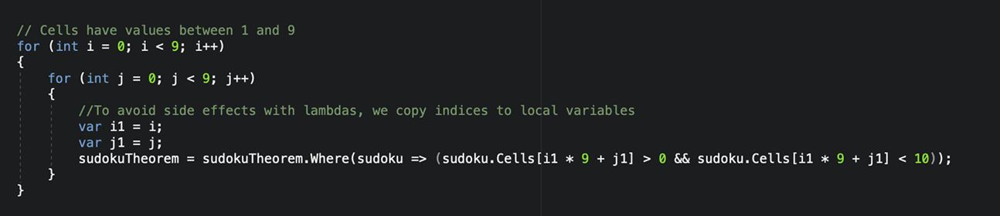 // Cells have values between 1 and 9
for (int i = 0; i < 9; i++)
{
    for (int j = 0; j < 9; j++)
    {
        //To avoid side effects with lambdas, we copy indices to local variables
        var i1 = i;
        var j1 = j;
        sudokuTheorem = sudokuTheorem.Where(sudoku => (sudoku.Cells[i1 * 9 + j1] > 0 && sudoku.Cells[i1 * 9 + j1] < 10));
    }
}